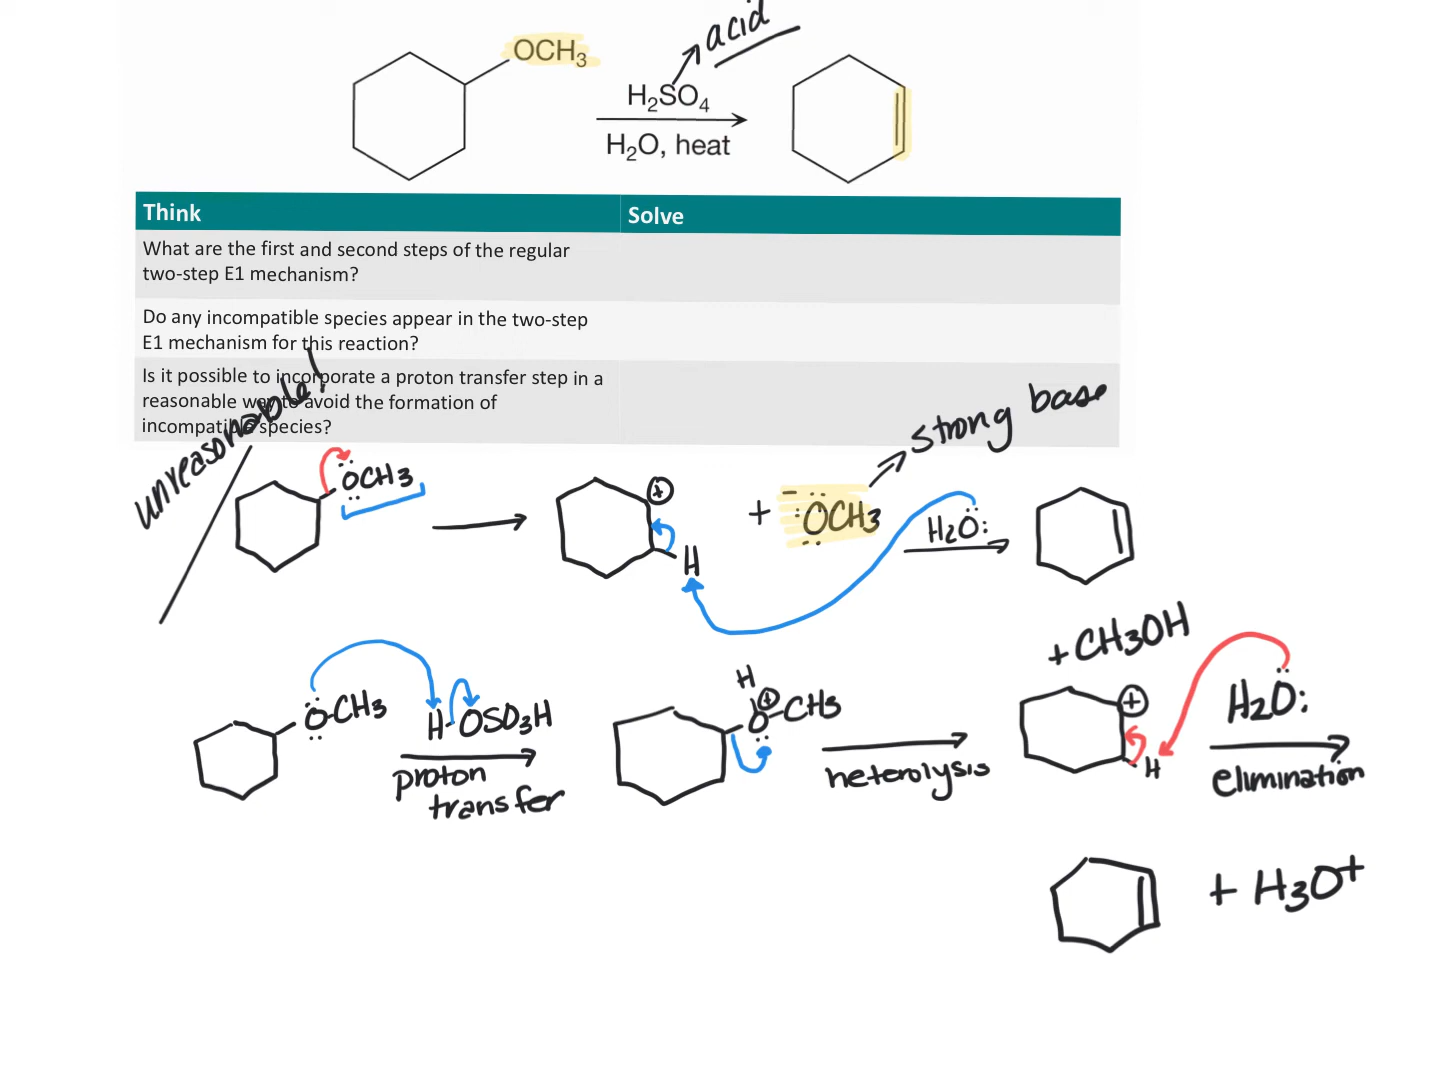 acid
OCH3
H2SO4
H2O, heat
Think
Solve
What are the first and second steps of the regular
two-step E1 mechanism?
Do any incompatible species appear in the two-step
E1 mechanism for this reaction?
Is it possible to incorporate a proton transfer step in a
reasonable way to avoid the formation of
incompatible species?
unreasonable!
strong base
:OCH3
+
H
+ - :OCH3
H2O:
+ CH3OH
O-CH3
H-OSO3H
proton
transfer
H
+
O-CH3
heterolysis
+
H
H2O:
elimination
+ H3O+